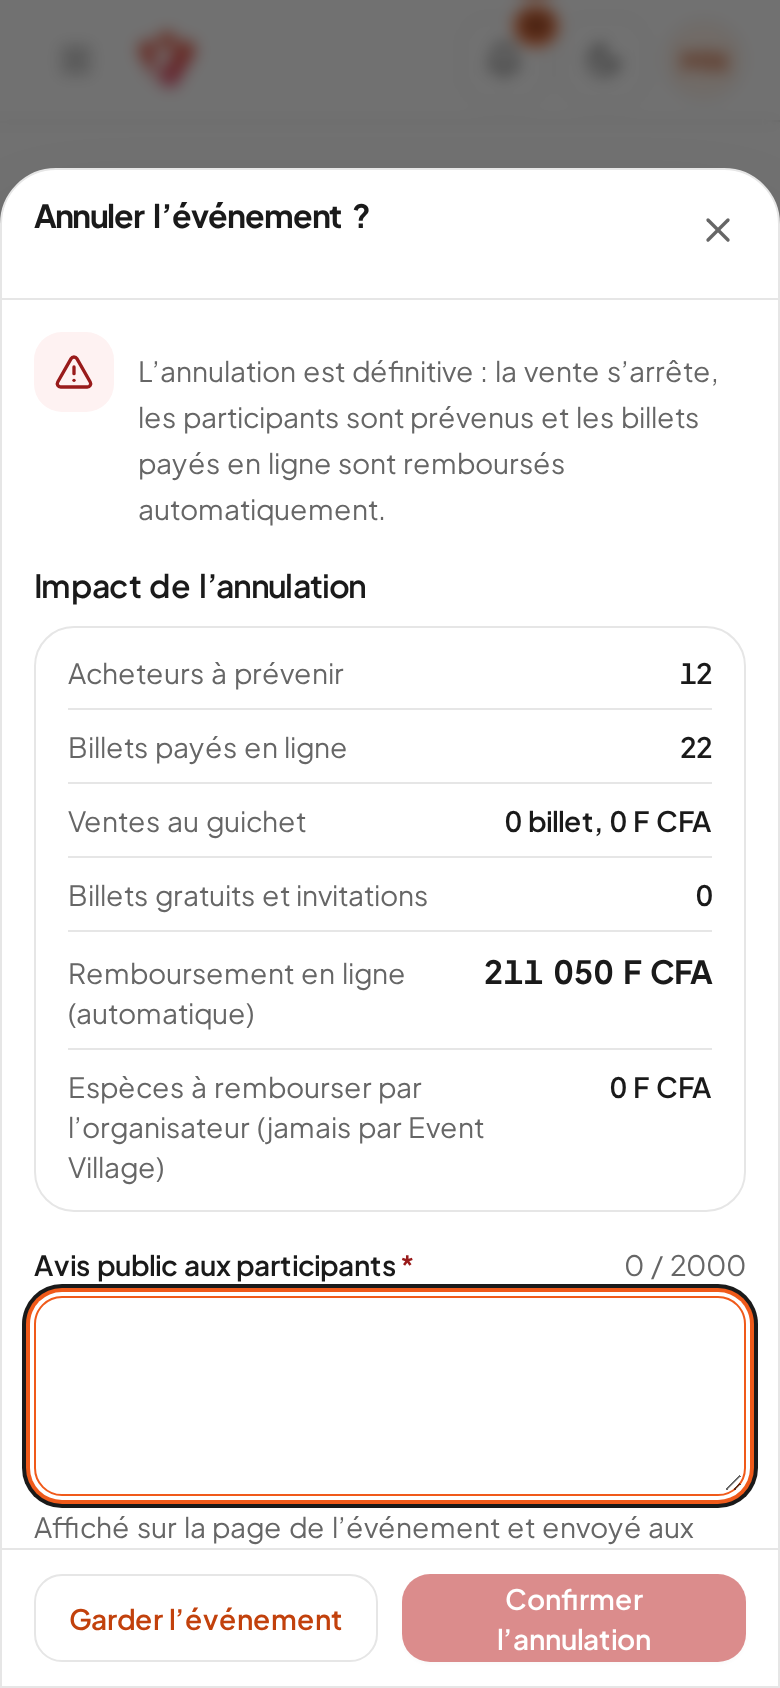 Annuler l’événement ?
L’annulation est définitive : la vente s’arrête,
les participants sont prévenus et les billets
payés en ligne sont remboursés
automatiquement.
Impact de l’annulation
Acheteurs à prévenir 12
Billets payés en ligne 22
Ventes au guichet 0 billet, 0 F CFA
Billets gratuits et invitations 0
Remboursement en ligne 211 050 F CFA
(automatique)
Espèces à rembourser par 0 F CFA
l’organisateur (jamais par Event
Village)
Avis public aux participants * 0 / 2000
Affiché sur la page de l’événement et envoyé aux
Garder l’événement
Confirmer
l’annulation